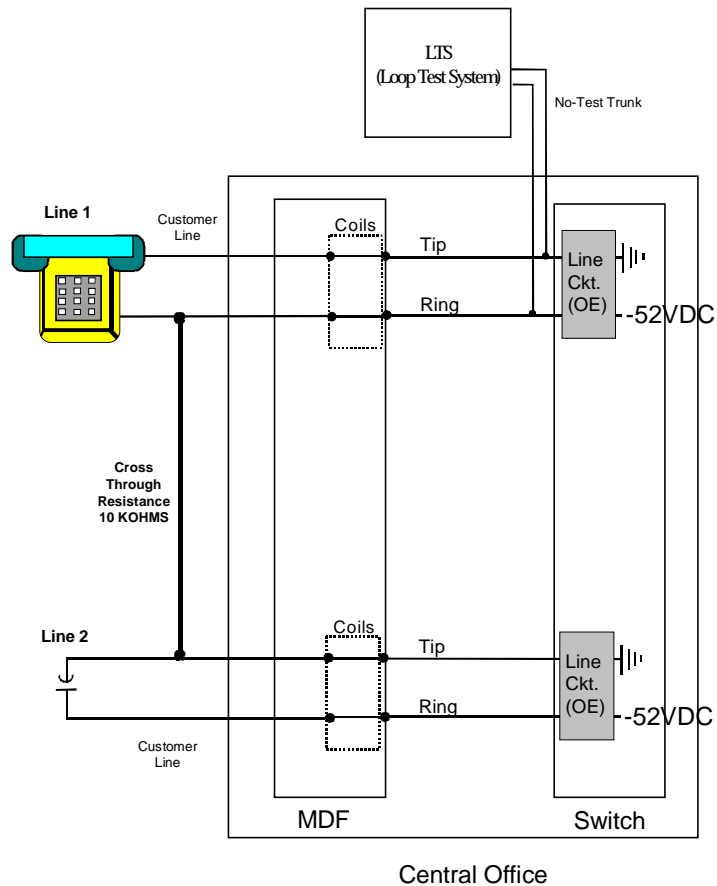 LTS
(Loop Test System)
No-Test Trunk
Line 1
Customer
Line
Coils
Tip
Line
Ckt.
(OE)
Ring
-52VDC
Cross
Through
Resistance
10 KOHMS
Line 2
Coils
Tip
Line
Ckt.
(OE)
Ring
-52VDC
Customer
Line
MDF
Switch
Central Office